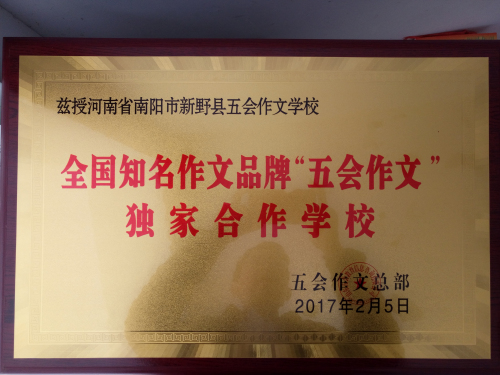 兹授河南省南阳市新野县五会作文学校
全国知名作文品牌“五会作文”
独家合作学校
五会作文总部
2017年2月5日